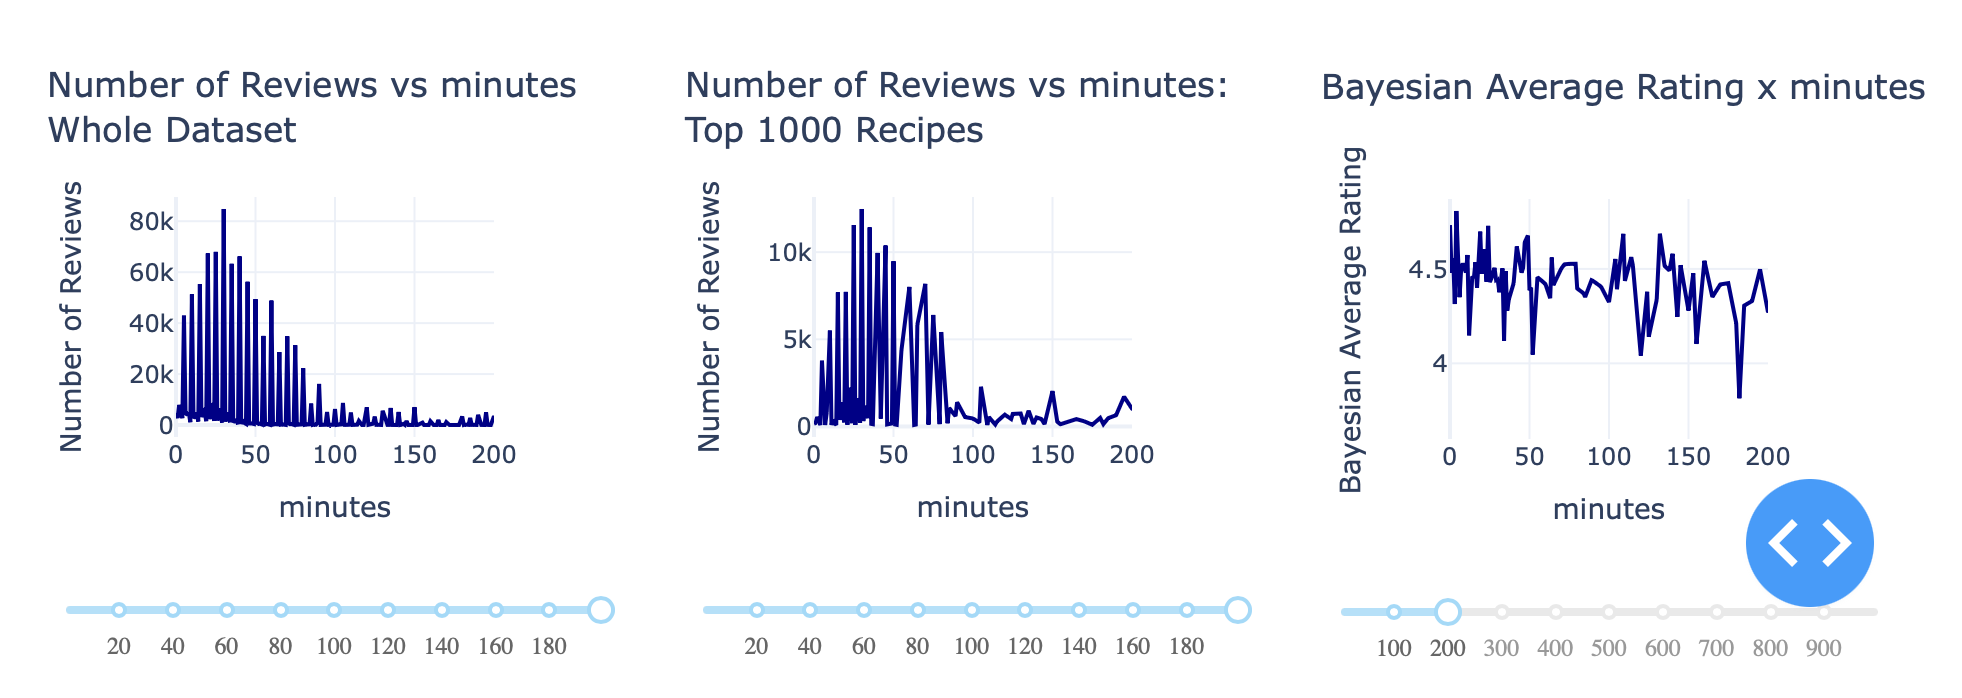 Number of Reviews vs minutes
Whole Dataset
Number of Reviews
80k
60k
40k
20k
0
0 50 100 150 200
minutes
20 40 60 80 100 120 140 160 180
Number of Reviews vs minutes:
Top 1000 Recipes
Number of Reviews
10k
5k
0
0 50 100 150 200
minutes
20 40 60 80 100 120 140 160 180
Bayesian Average Rating x minutes
Bayesian Average Rating
4.5
4
0 50 100 150 200
minutes
100 200 300 400 500 600 700 800 900